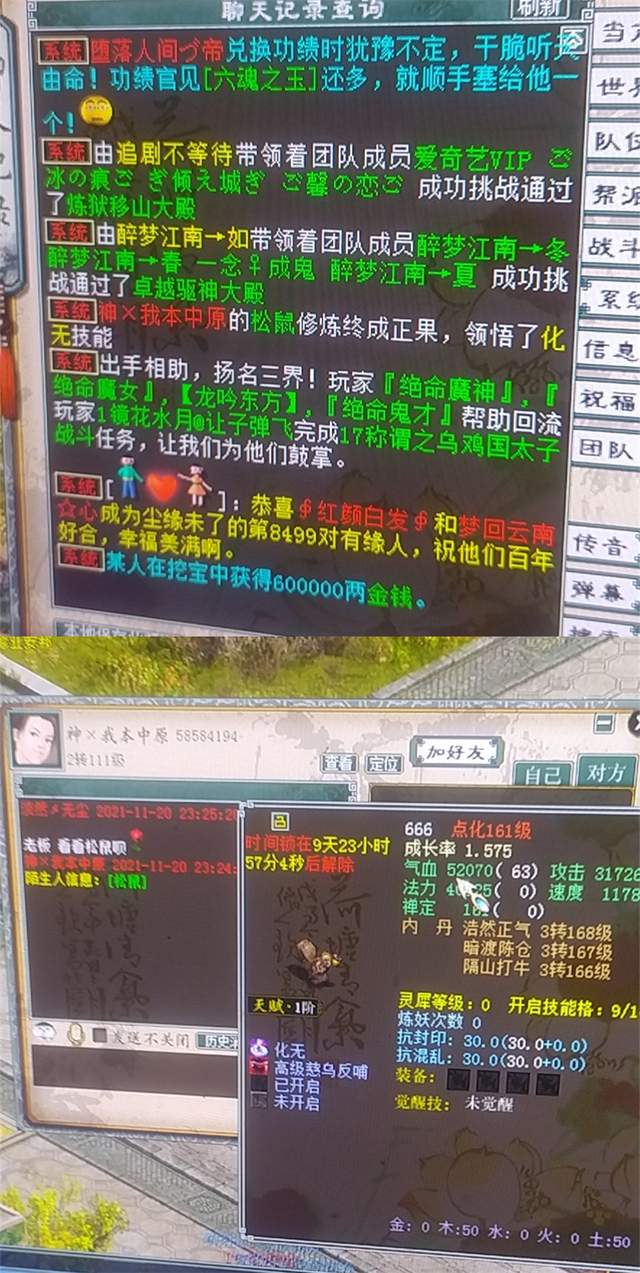 聊天记录查询
刷新
系统 堕落人间づ帝兑换功绩时犹豫不定，干脆听天
由命！功绩官见[六魂之玉]还多，就顺手塞给他一
个！
系统 由追剧不等待带领着团队成员爱奇艺VIP ご
冰の痕ご ぎ倾え城ぎ ご馨の恋ご 成功挑战通过
了炼狱移山大殿
系统 由醉梦江南→如带领着团队成员醉梦江南→冬
醉梦江南→春 一念♀成鬼 醉梦江南→夏 成功挑
战通过了卓越驱神大殿
系统 神×我本中原的松鼠修炼终成正果，领悟了化
无技能
系统 出手相助，扬名三界！玩家『绝命魔神』，『
绝命魔女』，【龙吟东方】，『绝命鬼才』帮助回流
玩家1镜花水月@让子弹飞完成17称谓之乌鸡国太子
战斗任务，让我们为他们鼓掌。
系统 [ ]：恭喜∮红颜白发∮和梦回云南
☆心成为尘缘未了的第8499对有缘人，祝他们百年
好合，幸福美满啊。
系统 某人在挖宝中获得600000两金钱。
世界
队伍
帮派
战斗
系统
信息
祝福
团队
传音
弹幕
神×我本中原 58584194
2转111级
查看 定位
加好友
自己 对方
无尘 2021-11-20 23:25:2
老板 看看松鼠呗
神×我本中原 2021-11-20 23:24:
陌生人信息：[松鼠]
发送不关闭
历史消
时间锁在9天23小时
57分4秒后解除
天赋·1阶
化无
高级慈乌反哺
已开启
未开启
666 点化161级
成长率 1.575
气血 52070( 63) 攻击 31726
法力 ( 0) 速度 1178
禅定 ( 0)
内 丹 浩然正气 3转168级
暗渡陈仓 3转167级
隔山打牛 3转166级
灵犀等级：0 开启技能格：9/1
炼妖次数 0
抗封印：30.0(30.0+0.0)
抗混乱：30.0(30.0+0.0)
装备：
觉醒技： 未觉醒
金：0 木:50 水：0 火：0 土:50